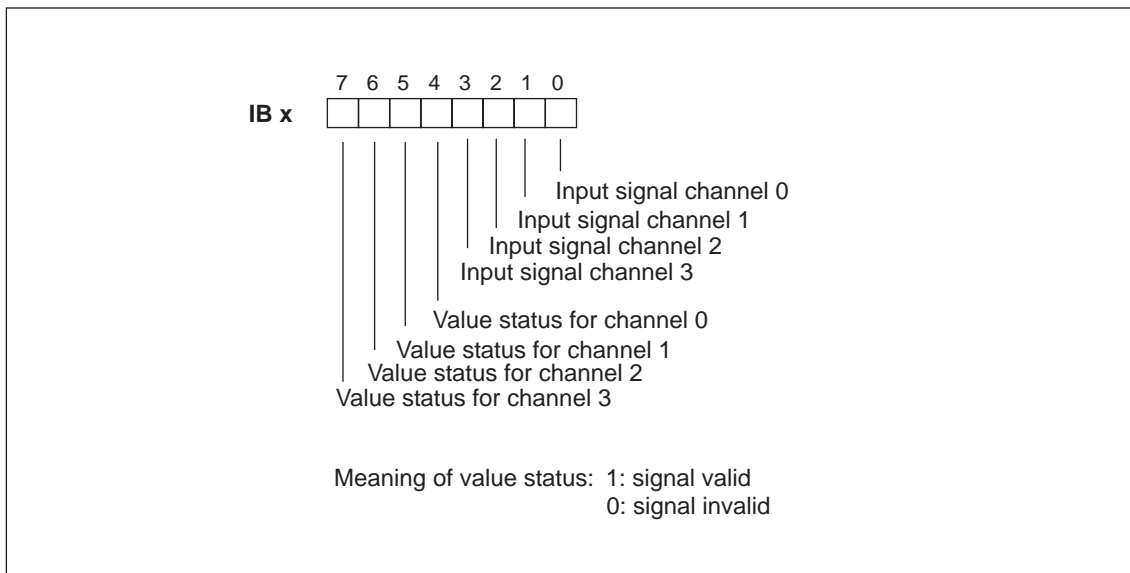 7 6 5 4 3 2 1 0
IB x
Input signal channel 0
Input signal channel 1
Input signal channel 2
Input signal channel 3
Value status for channel 0
Value status for channel 1
Value status for channel 2
Value status for channel 3
Meaning of value status: 1: signal valid
0: signal invalid